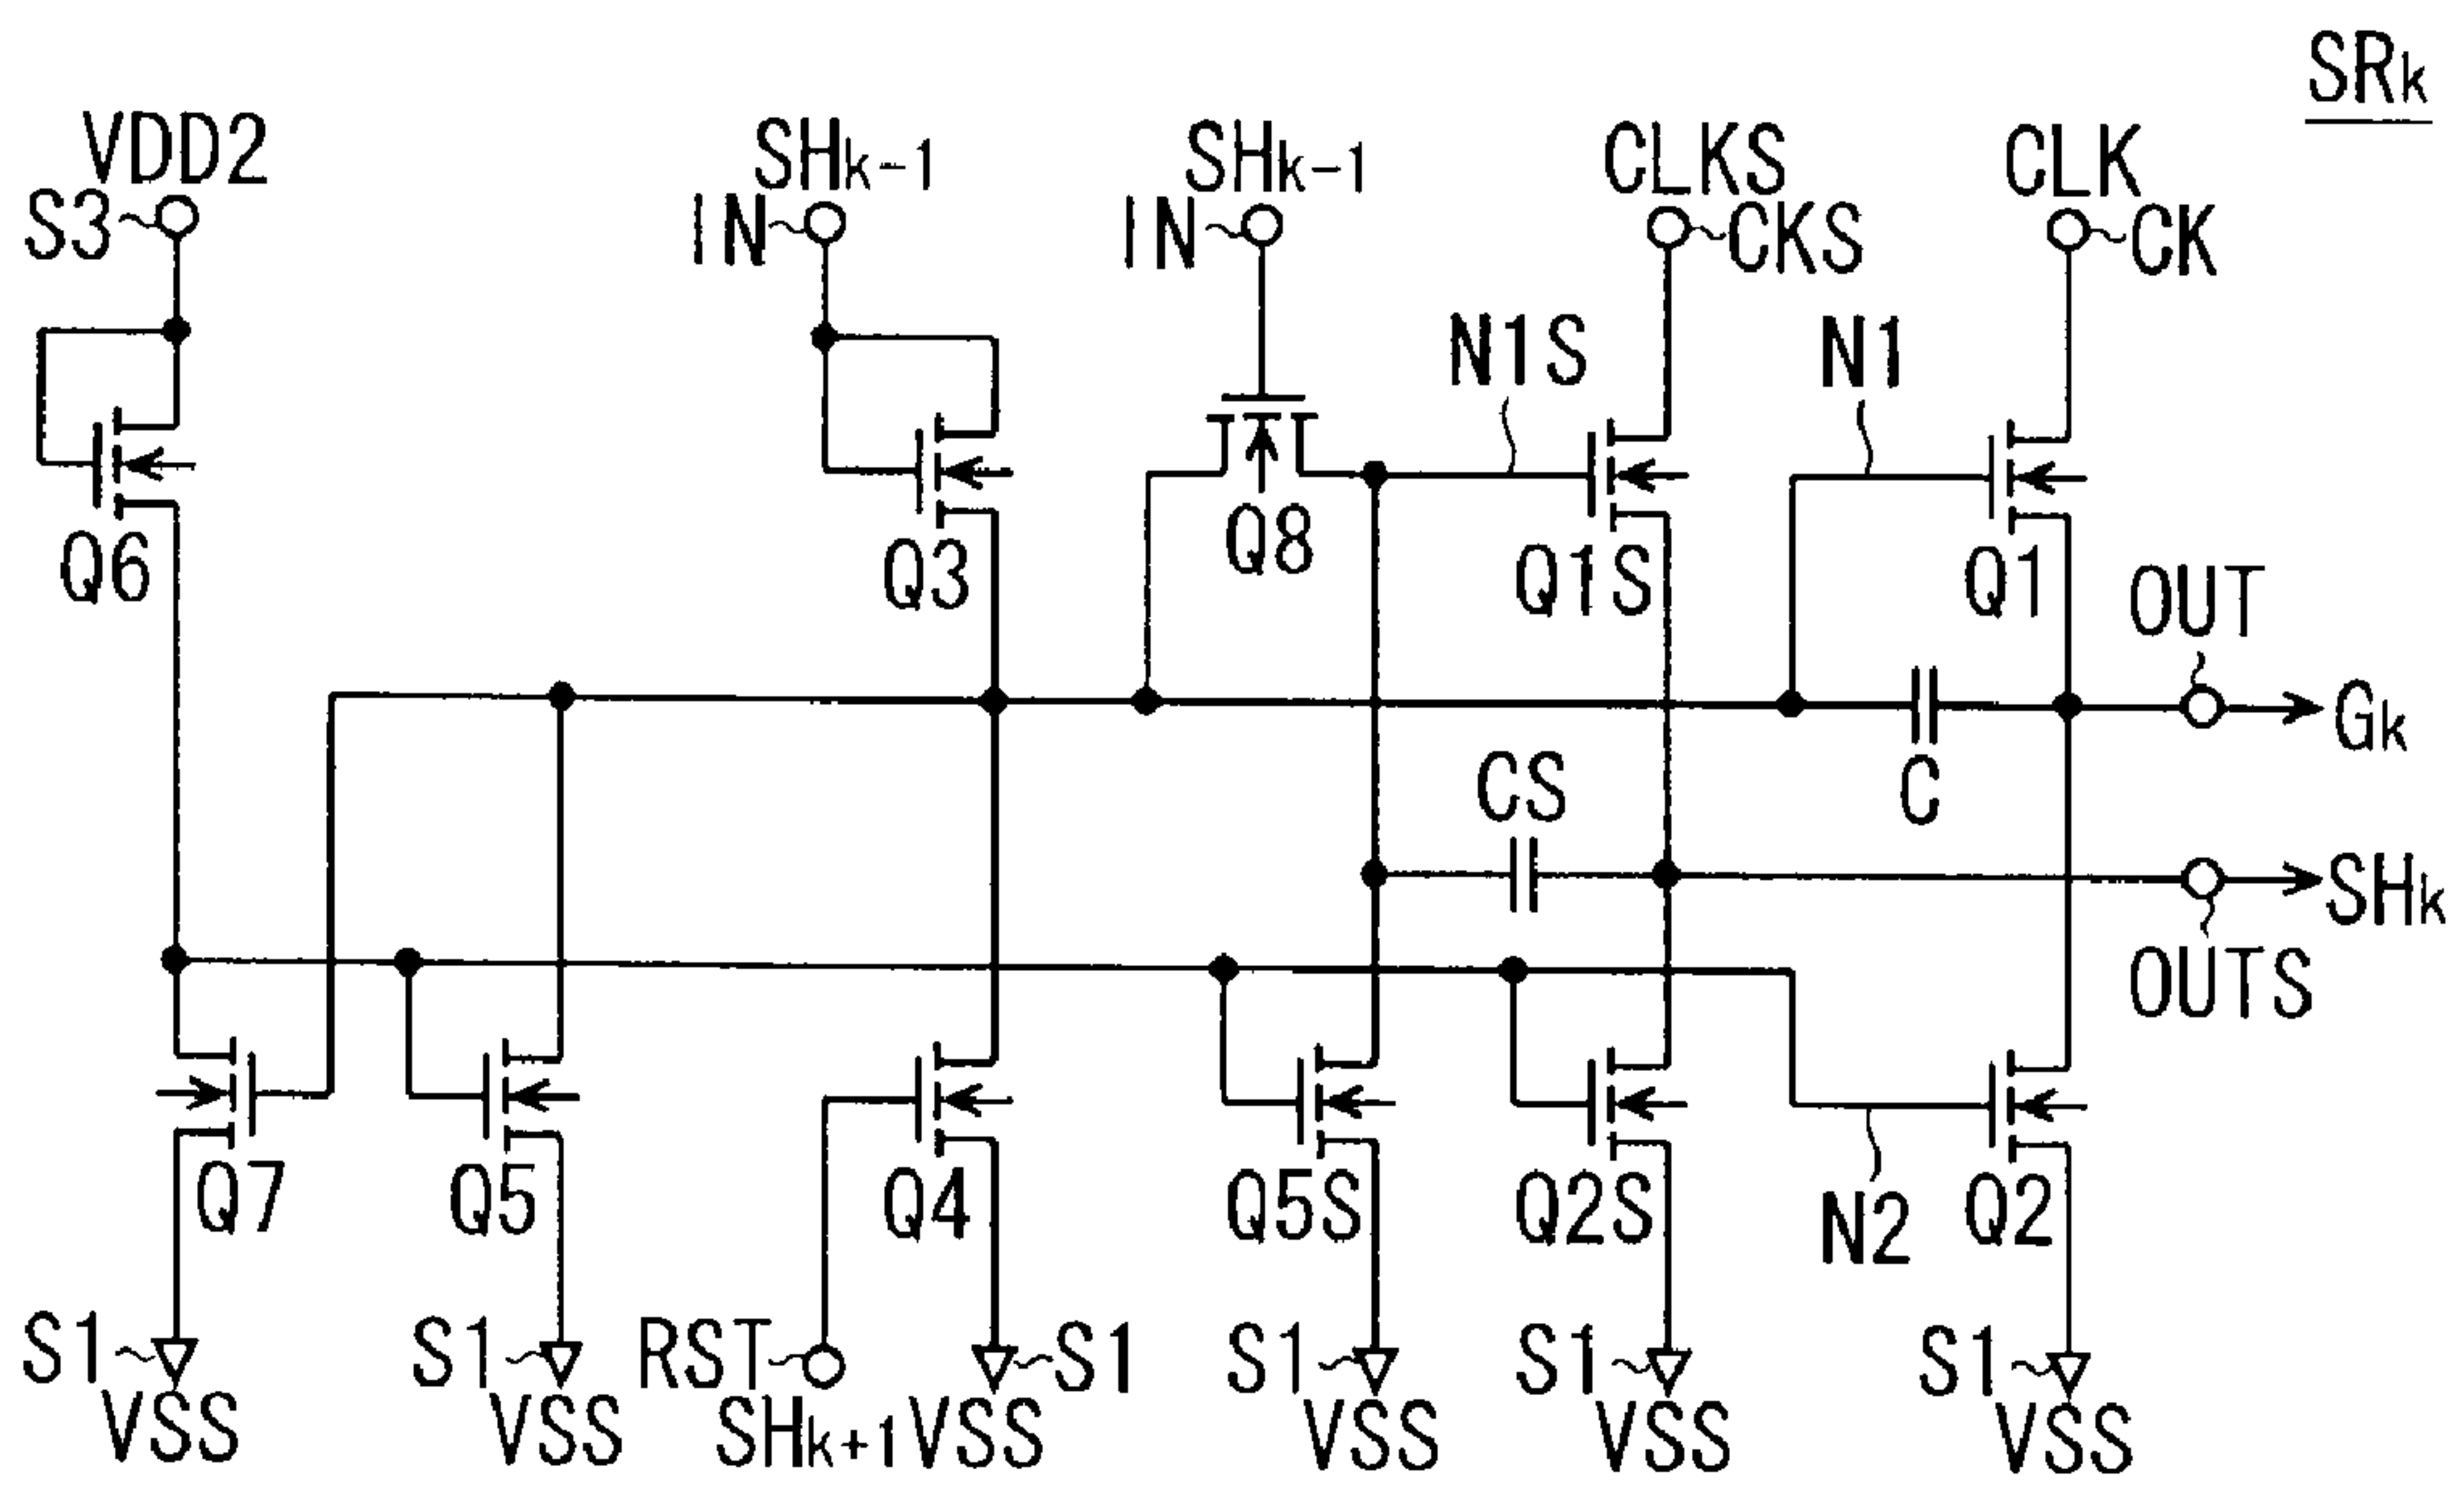 SRk
VDD2
SHk-1
SHk-1
CLKS
CLK
S3
IN
IN
CKS
CK
N1S
N1
Q6
Q3
Q8
Q1S
Q1
OUT
Gk
CS
C
SHk
OUTS
Q7
Q5
Q4
Q5S
Q2S
N2
Q2
S1
S1
RST
S1
S1
S1
S1
VSS
VSS
SHk+1
VSS
VSS
VSS
VSS